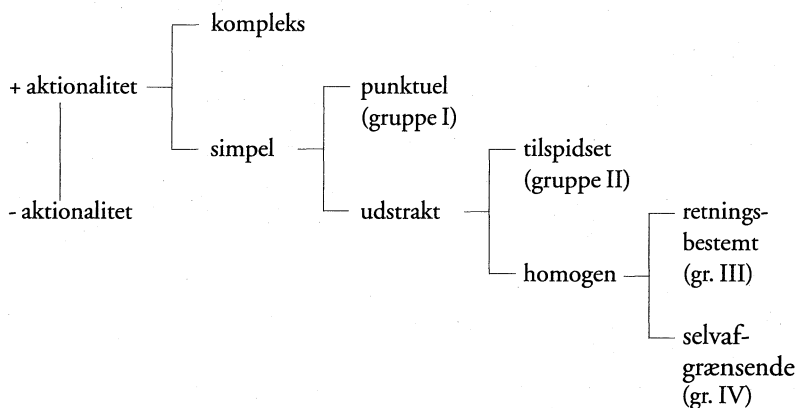 kompleks
+ aktionalitet
punktuel
(gruppe I)
simpel
tilspidset
(gruppe II)
- aktionalitet
udstrakt
retnings-
bestemt
(gr. III)
homogen
selvaf-
grænsende
(gr. IV)